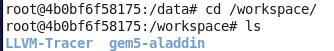 root@4b0bf6f58175:/data# cd /workspace/
root@4b0bf6f58175:/workspace# ls
LLVM-Tracer  gem5-aladdin